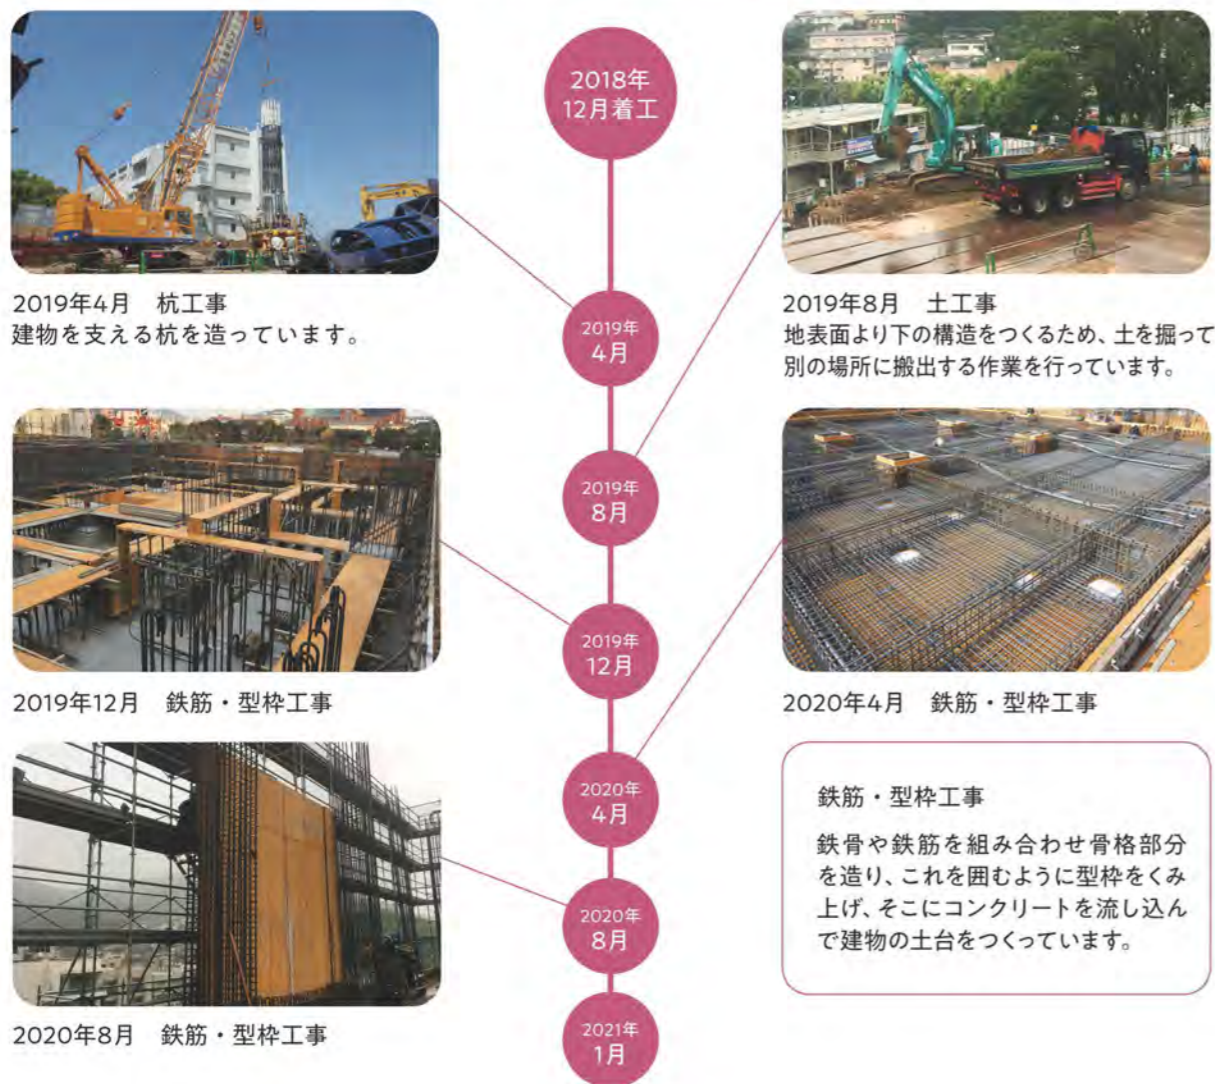 2018年
12月着工
2019年4月　杭工事
建物を支える杭を造っています。
2019年
4月
2019年8月　土工事
地表面より下の構造をつくるため、土を掘って
別の場所に搬出する作業を行っています。
2019年
8月
2019年12月　鉄筋・型枠工事
2019年
12月
2020年4月　鉄筋・型枠工事
2020年
4月
鉄筋・型枠工事
鉄骨や鉄筋を組み合わせ骨格部分
を造り、これを囲むように型枠をくみ
上げ、そこにコンクリートを流し込ん
で建物の土台をつくっています。
2020年8月　鉄筋・型枠工事
2020年
8月
2021年
1月